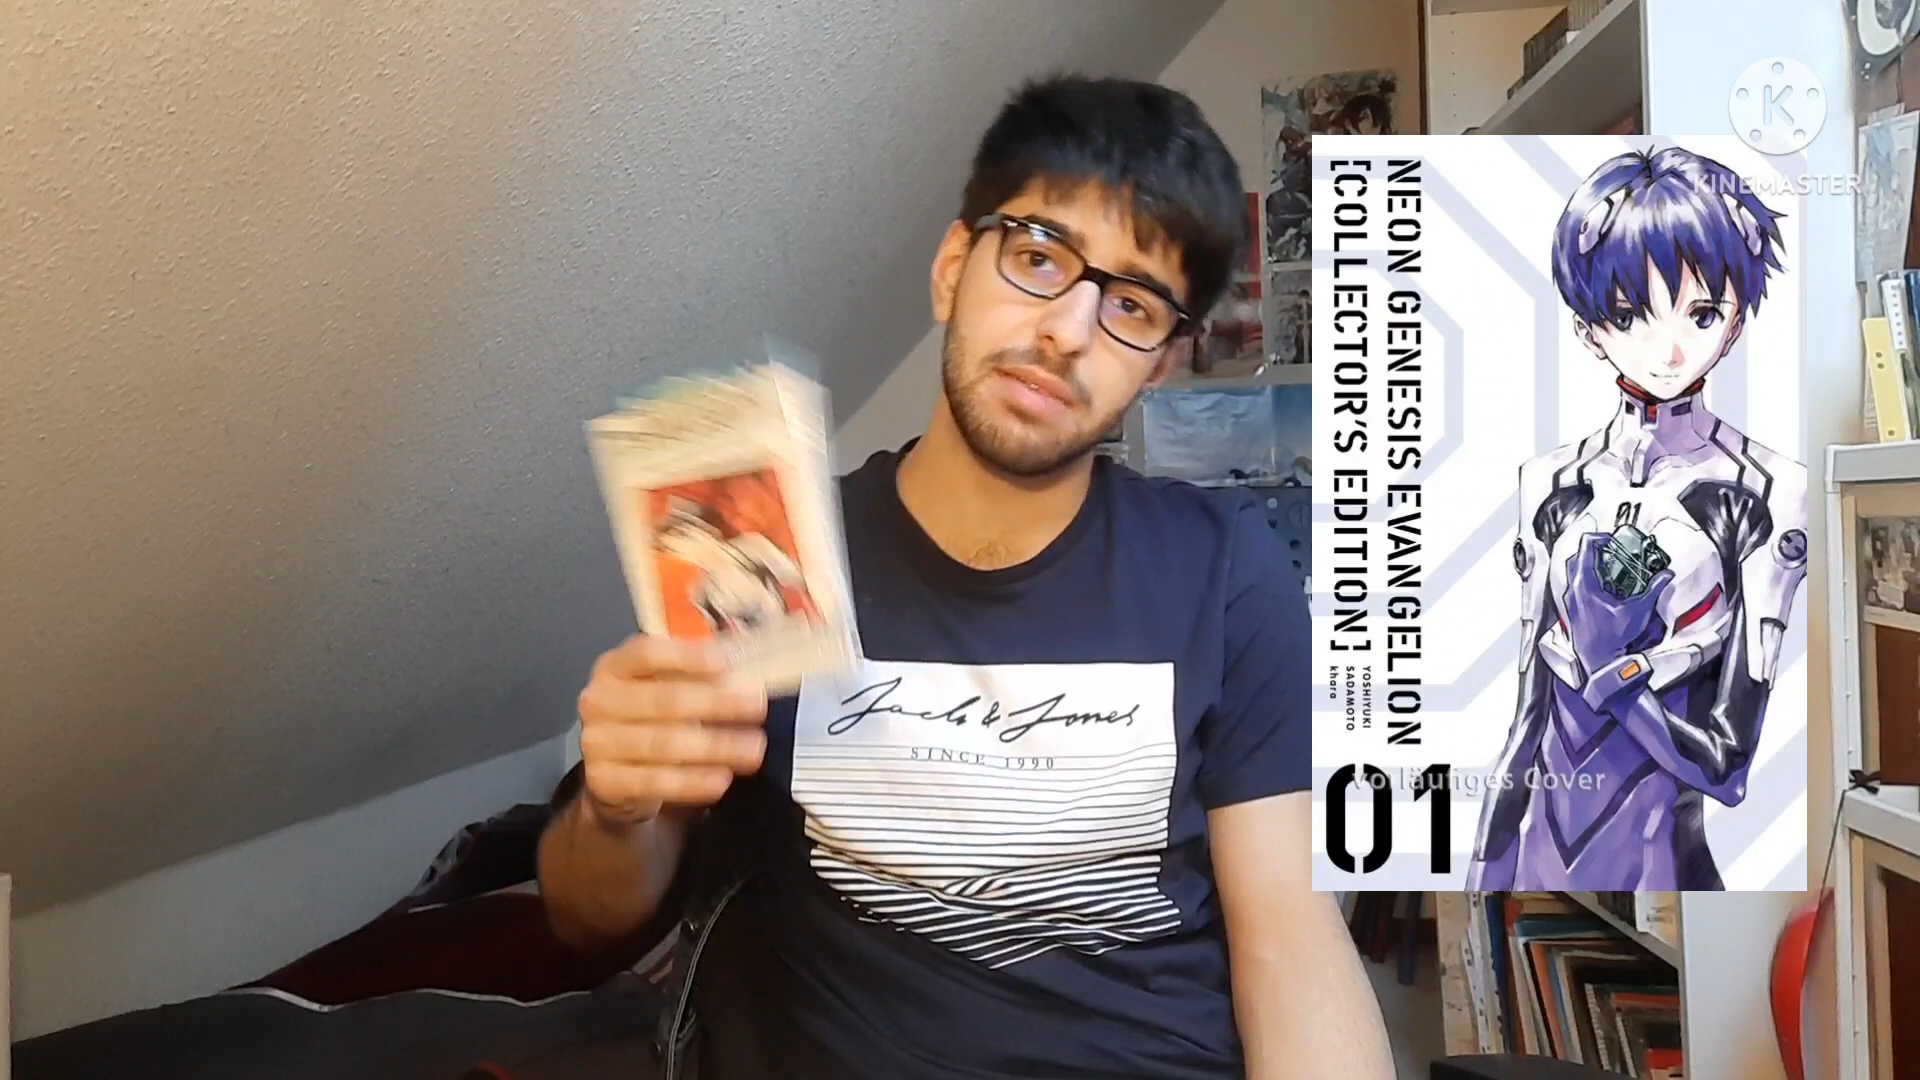 K
KINEMASTER
NEON GENESIS EVANGELION
[COLLECTOR'S EDITION]
YOSHIYUKI
SADAMOTO
khara
01
vorläufiges Cover
01
Jack & Jones
SINCE 1990